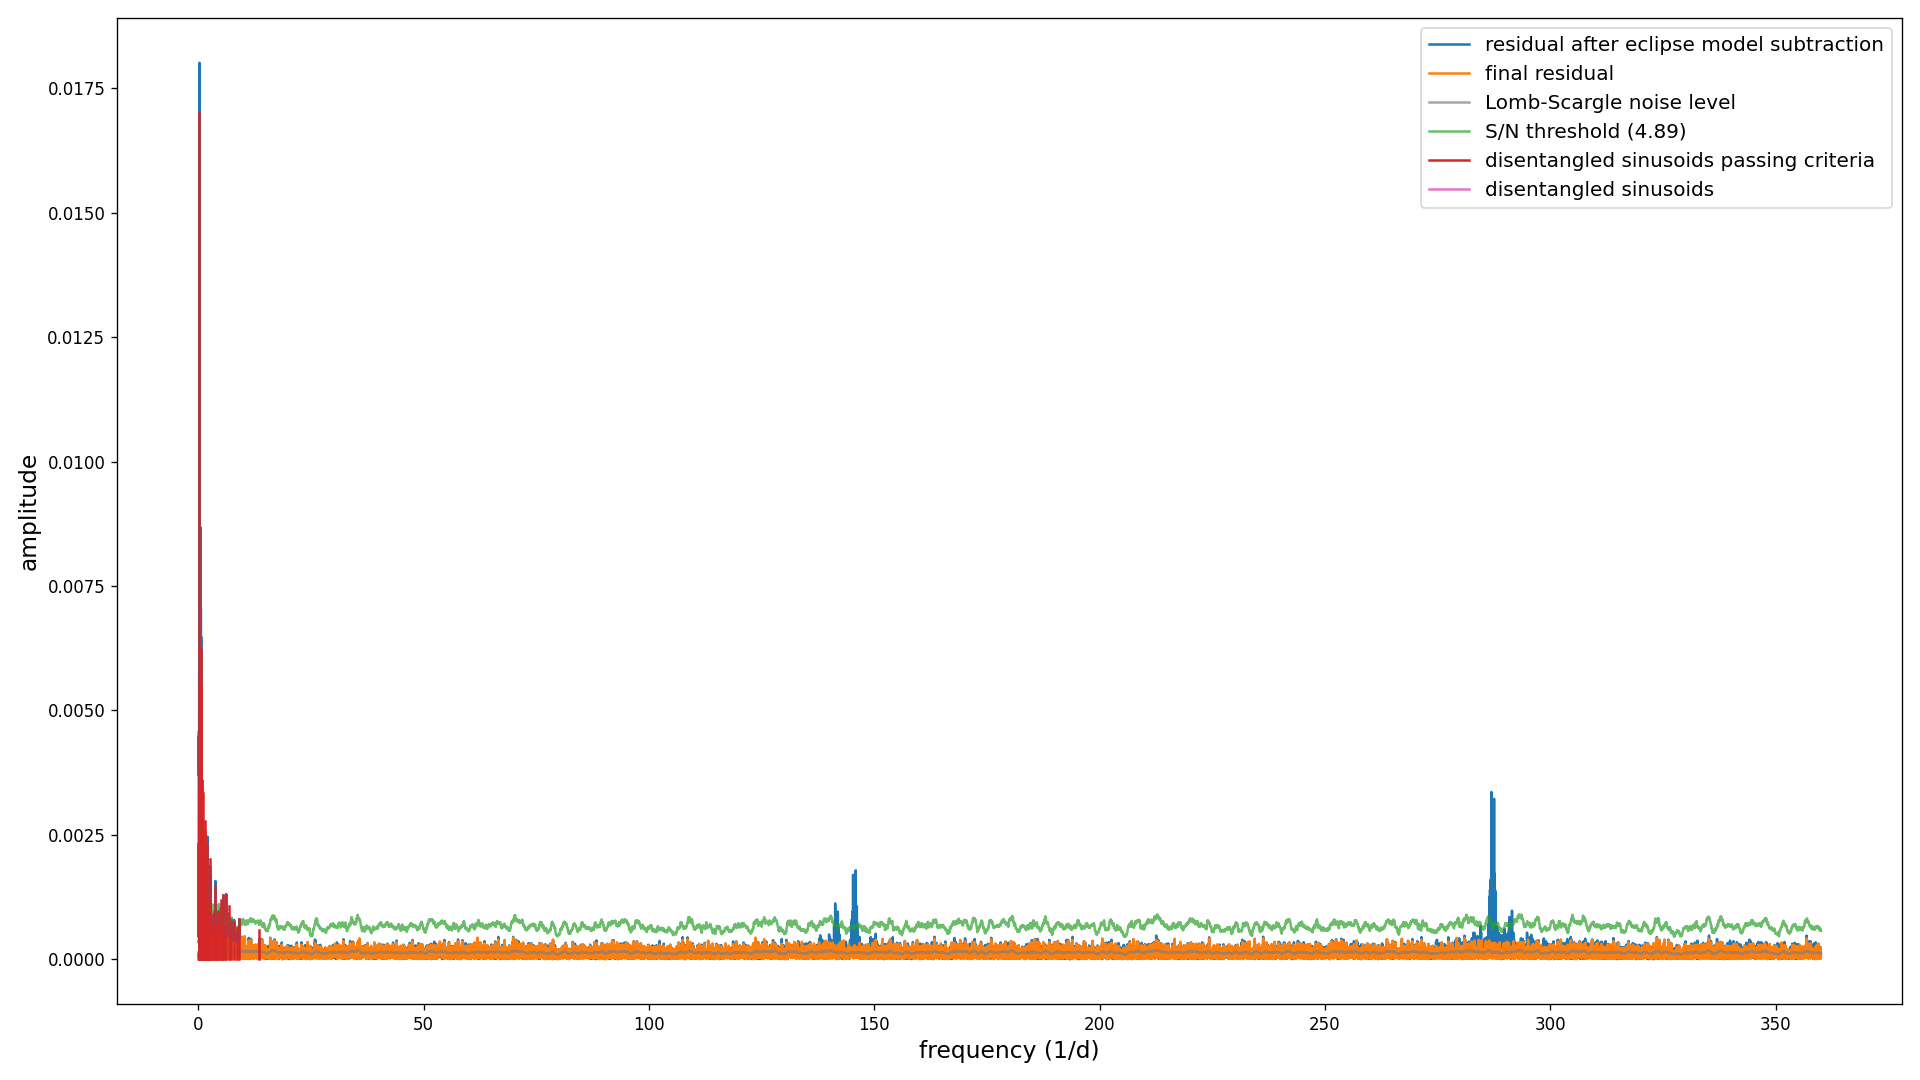 residual after eclipse model subtraction
final residual
Lomb-Scargle noise level
S/N threshold (4.89)
disentangled sinusoids passing criteria
disentangled sinusoids
amplitude
0.0175
0.0150
0.0125
0.0100
0.0075
0.0050
0.0025
0.0000
0 50 100 150 200 250 300 350
frequency (1/d)